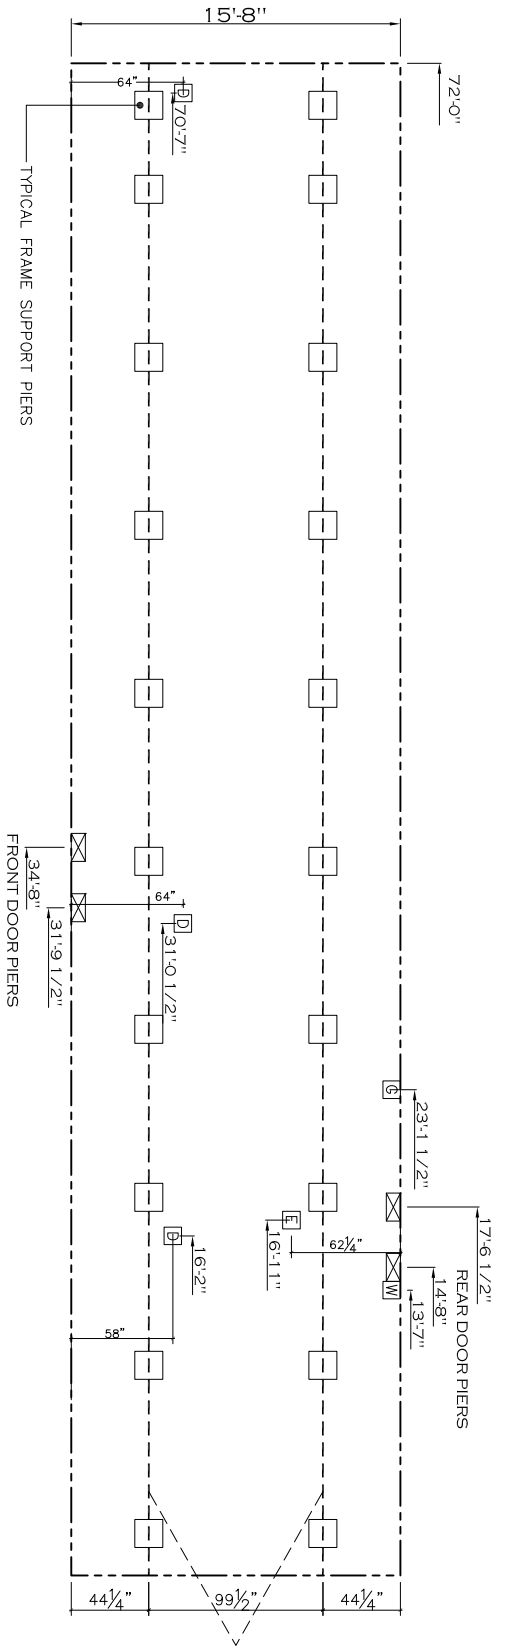 15'-8"
72'-0"
64"
D
70'-7"
TYPICAL FRAME SUPPORT PIERS
FRONT DOOR PIERS
34'-8"
31'-9 1/2"
64"
D
31'-0 1/2"
G
23'-1 1/2"
17'-6 1/2"
REAR DOOR PIERS
14'-8"
W
13'-7"
E
16'-11"
62¼"
D
16'-2"
58"
44¼"
99½"
44¼"